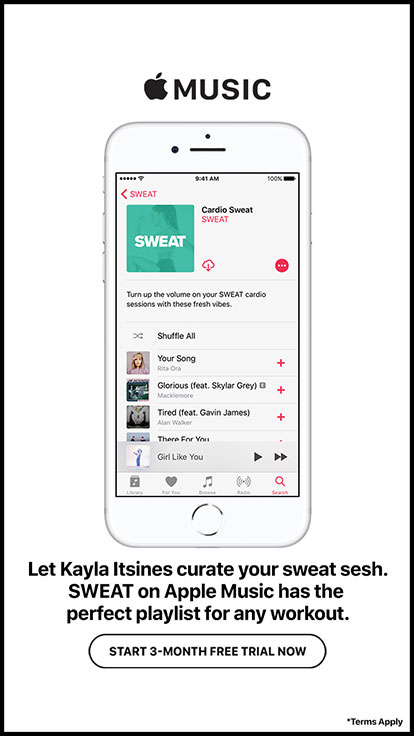 MUSIC
9:41 AM
100%
SWEAT
Cardio Sweat
SWEAT
SWEAT
Turn up the volume on your SWEAT cardio
sessions with these fresh vibes.
Shuffle All
Your Song
Rita Ora
Glorious (feat. Skylar Grey) E
Macklemore
Tired (feat. Gavin James)
Alan Walker
There For You
Girl Like You
Library
For You
Browse
Radio
Search
Let Kayla Itsines curate your sweat sesh.
SWEAT on Apple Music has the
perfect playlist for any workout.
START 3-MONTH FREE TRIAL NOW
*Terms Apply